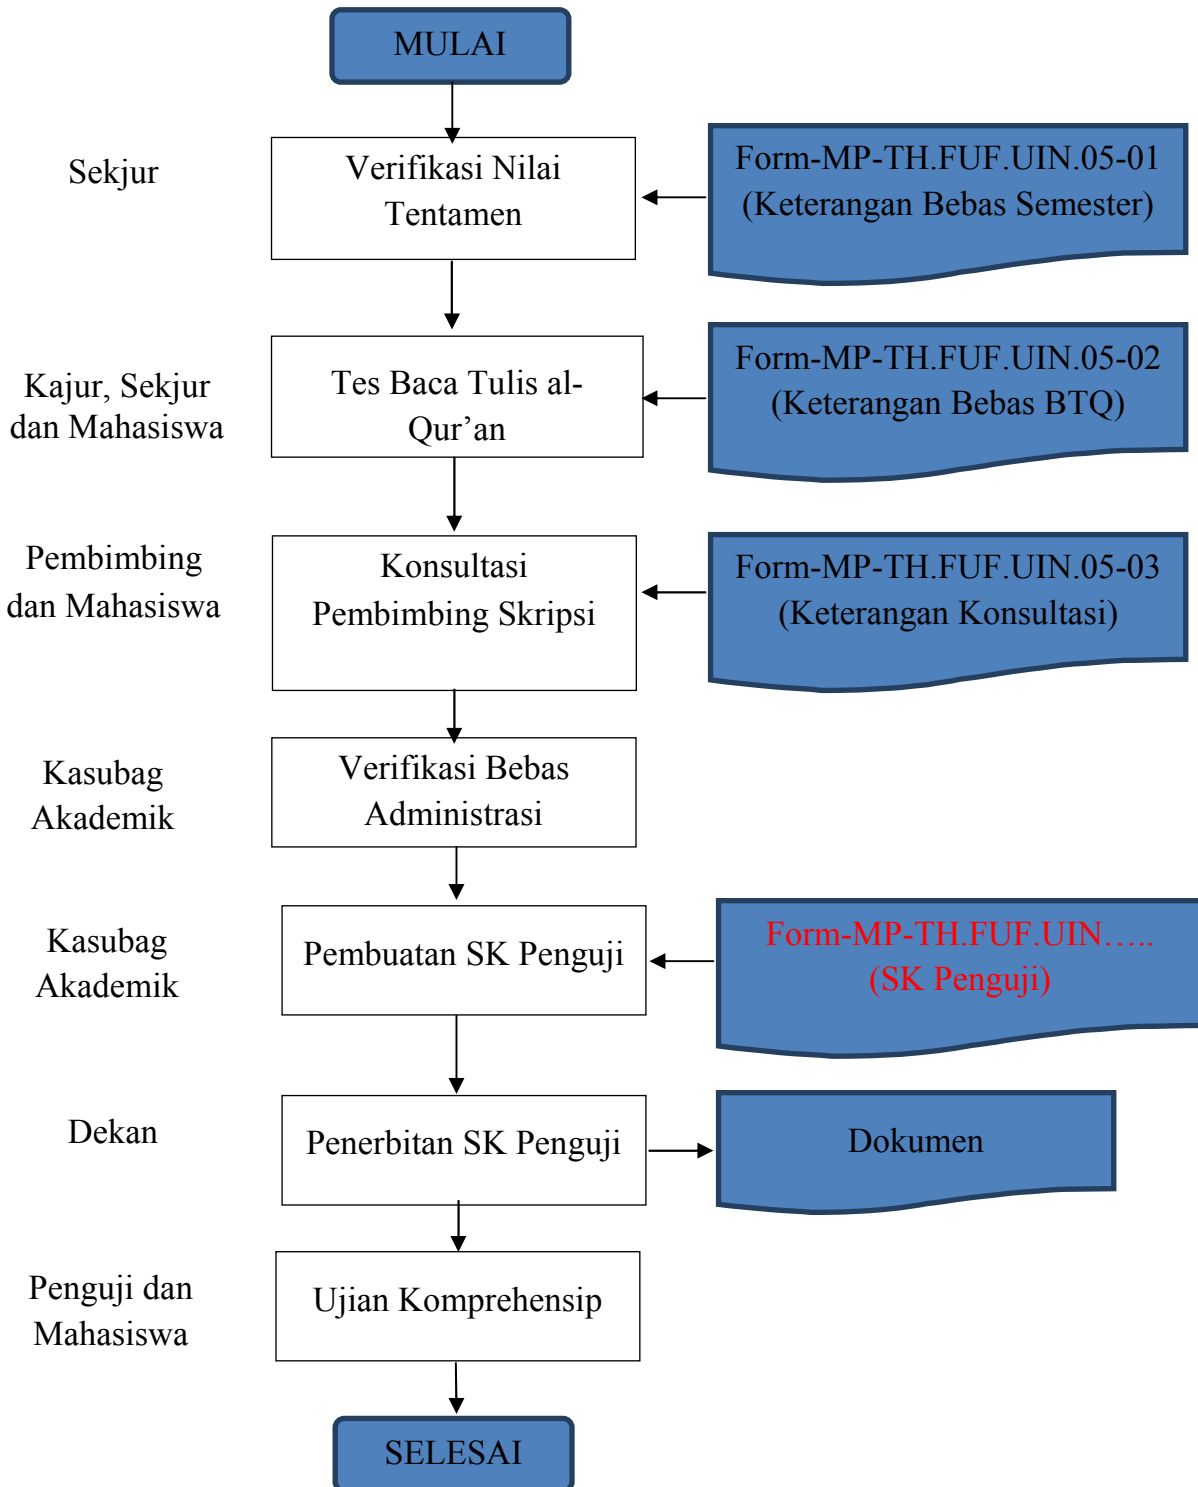 MULAI
Sekjur
Verifikasi Nilai
Tentamen
Form-MP-TH.FUF.UIN.05-01
(Keterangan Bebas Semester)
Kajur, Sekjur
dan Mahasiswa
Tes Baca Tulis al-
Qur’an
Form-MP-TH.FUF.UIN.05-02
(Keterangan Bebas BTQ)
Pembimbing
dan Mahasiswa
Konsultasi
Pembimbing Skripsi
Form-MP-TH.FUF.UIN.05-03
(Keterangan Konsultasi)
Kasubag
Akademik
Verifikasi Bebas
Administrasi
Kasubag
Akademik
Pembuatan SK Penguji
Form-MP-TH.FUF.UIN…..
(SK Penguji)
Dekan
Penerbitan SK Penguji
Dokumen
Penguji dan
Mahasiswa
Ujian Komprehensip
SELESAI